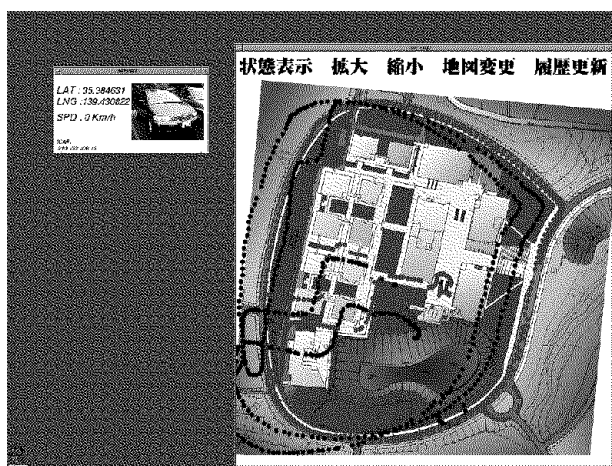 LAT : 35.384631
LNG : 139.430822
SPD : 0 Km/h
状態表示 拡大 縮小 地図変更 履歴更新